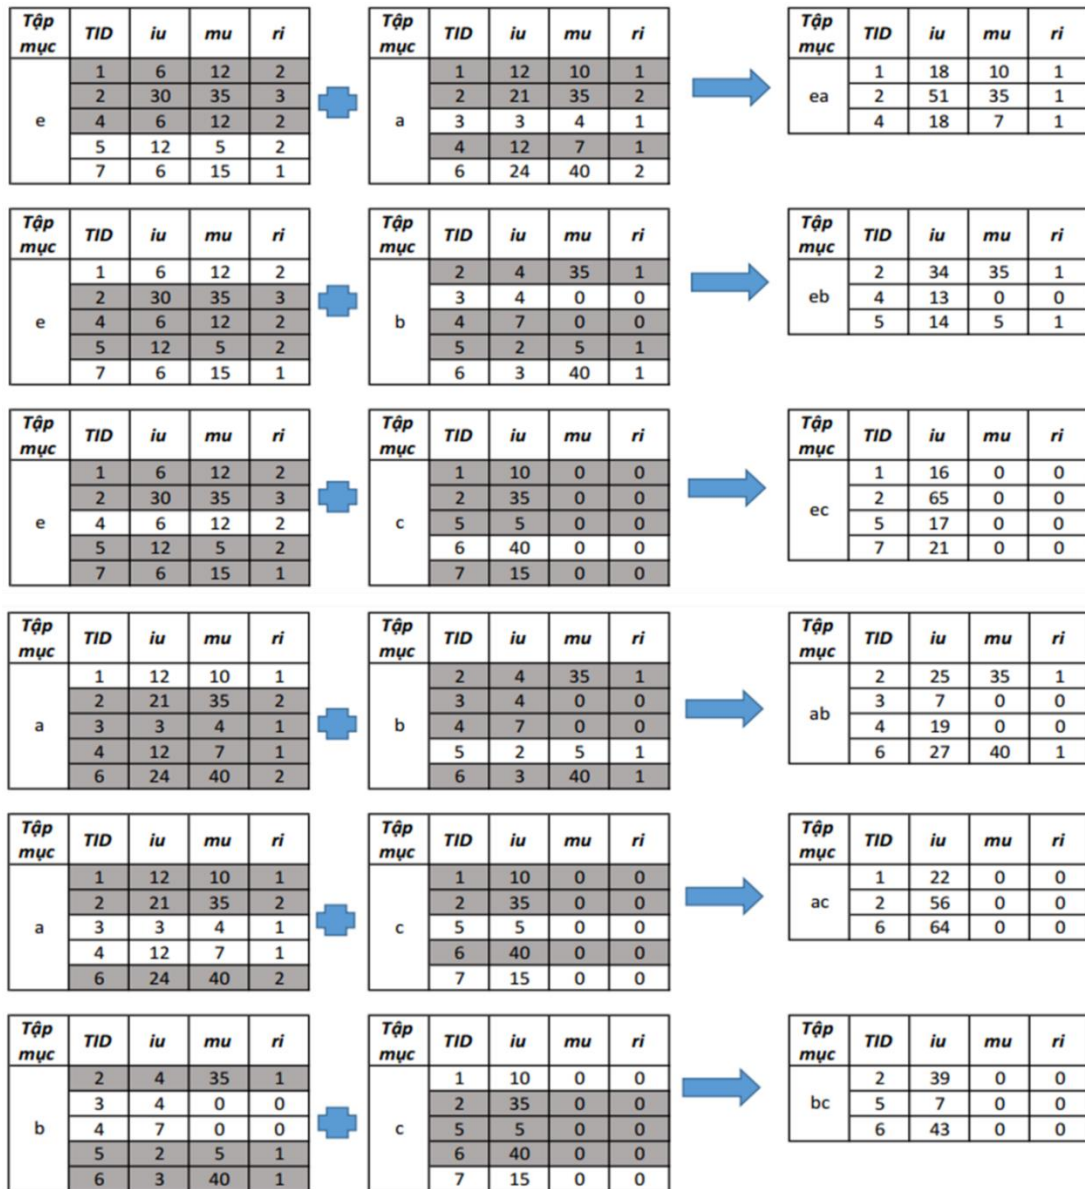 Tập mục TID iu mu ri
1 6 12 2
2 30 35 3
e 4 6 12 2
5 12 5 2
7 6 15 1
Tập mục TID iu mu ri
1 12 10 1
2 21 35 2
a 3 3 4 1
4 12 7 1
6 24 40 2
Tập mục TID iu mu ri
1 18 10 1
ea 2 51 35 1
4 18 7 1
Tập mục TID iu mu ri
1 6 12 2
2 30 35 3
e 4 6 12 2
5 12 5 2
7 6 15 1
Tập mục TID iu mu ri
2 4 35 1
3 4 0 0
b 4 7 0 0
5 2 5 1
6 3 40 1
Tập mục TID iu mu ri
2 34 35 1
eb 4 13 0 0
5 14 5 1
Tập mục TID iu mu ri
1 6 12 2
2 30 35 3
e 4 6 12 2
5 12 5 2
7 6 15 1
Tập mục TID iu mu ri
1 10 0 0
2 35 0 0
c 5 5 0 0
6 40 0 0
7 15 0 0
Tập mục TID iu mu ri
1 16 0 0
ec 2 65 0 0
5 17 0 0
7 21 0 0
Tập mục TID iu mu ri
1 12 10 1
2 21 35 2
a 3 3 4 1
4 12 7 1
6 24 40 2
Tập mục TID iu mu ri
2 4 35 1
3 4 0 0
b 4 7 0 0
5 2 5 1
6 3 40 1
Tập mục TID iu mu ri
2 25 35 1
ab 3 7 0 0
4 19 0 0
6 27 40 1
Tập mục TID iu mu ri
1 12 10 1
2 21 35 2
a 3 3 4 1
4 12 7 1
6 24 40 2
Tập mục TID iu mu ri
1 10 0 0
2 35 0 0
c 5 5 0 0
6 40 0 0
7 15 0 0
Tập mục TID iu mu ri
1 22 0 0
ac 2 56 0 0
6 64 0 0
Tập mục TID iu mu ri
2 4 35 1
3 4 0 0
b 4 7 0 0
5 2 5 1
6 3 40 1
Tập mục TID iu mu ri
1 10 0 0
2 35 0 0
c 5 5 0 0
6 40 0 0
7 15 0 0
Tập mục TID iu mu ri
2 39 0 0
bc 5 7 0 0
6 43 0 0